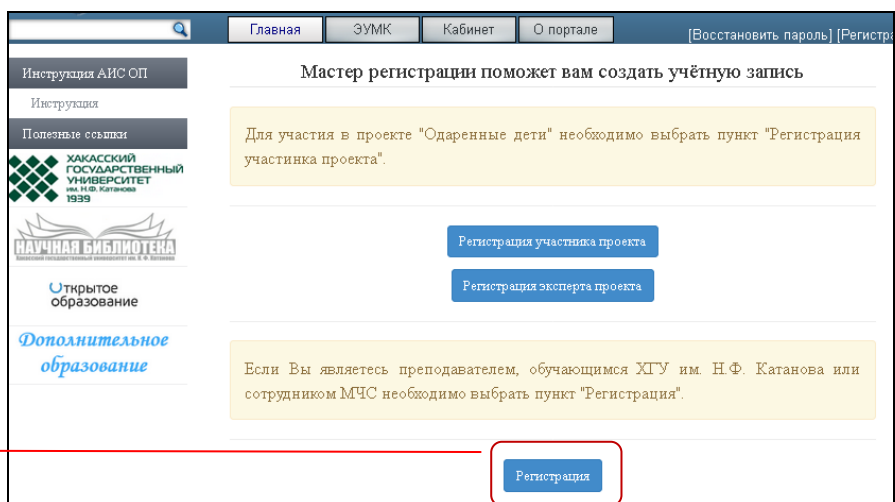 Главная
ЭУМК
Кабинет
О портале
[Восстановить пароль] [Регистра
Инструкция АИС ОП
Инструкция
Полезные ссылки
ХАКАССКИЙ
ГОСУДАРСТВЕННЫЙ
УНИВЕРСИТЕТ
им. Н.Ф. Катанова
1939
НАУЧНАЯ БИБЛИОТЕКА
Открытое
образование
Дополнительное
образование
Мастер регистрации поможет вам создать учётную запись
Для участия в проекте "Одаренные дети" необходимо выбрать пункт "Регистрация
участинка проекта".
Регистрация участника проекта
Регистрация эксперта проекта
Если Вы являетесь преподавателем, обучающимся ХГУ им. Н.Ф. Катанова или
сотрудником МЧС необходимо выбрать пункт "Регистрация".
Регистрация